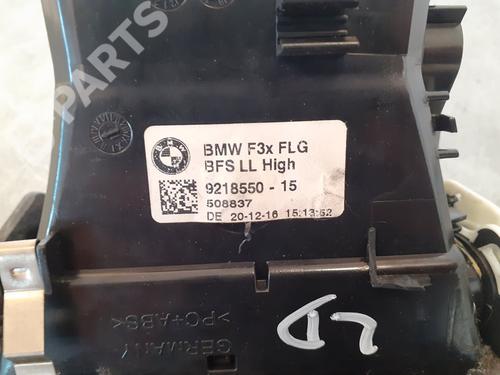 PARTS
BMW
BMW F3x FLG
BFS LL High
9218550 - 15
508837
DE 20-12-16 15:13:52
>PC+ABS<
GERMANY